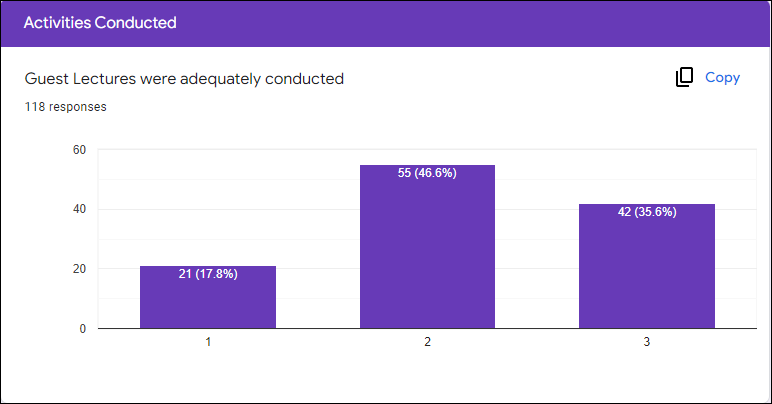 Activities Conducted
Guest Lectures were adequately conducted
Copy
118 responses
60
55 (46.6%)
40
42 (35.6%)
20
21 (17.8%)
0
1 2 3